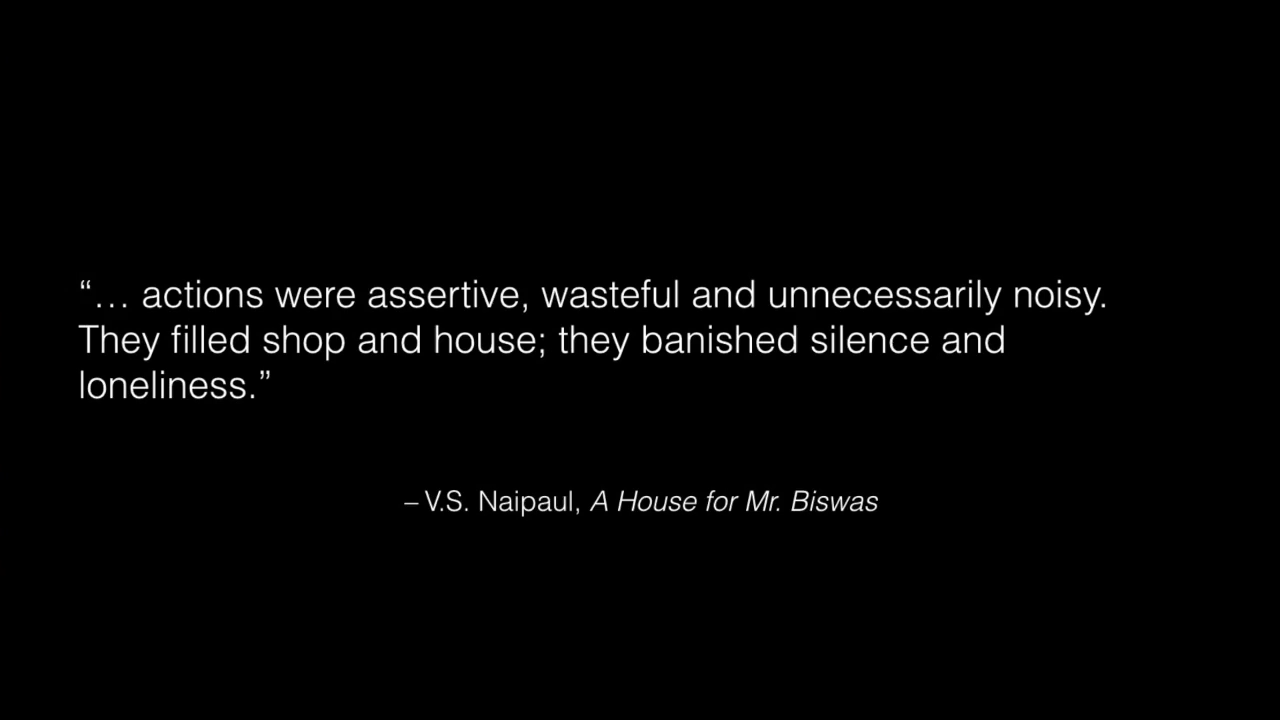 “… actions were assertive, wasteful and unnecessarily noisy.
They filled shop and house; they banished silence and
loneliness.”
– V.S. Naipaul, A House for Mr. Biswas